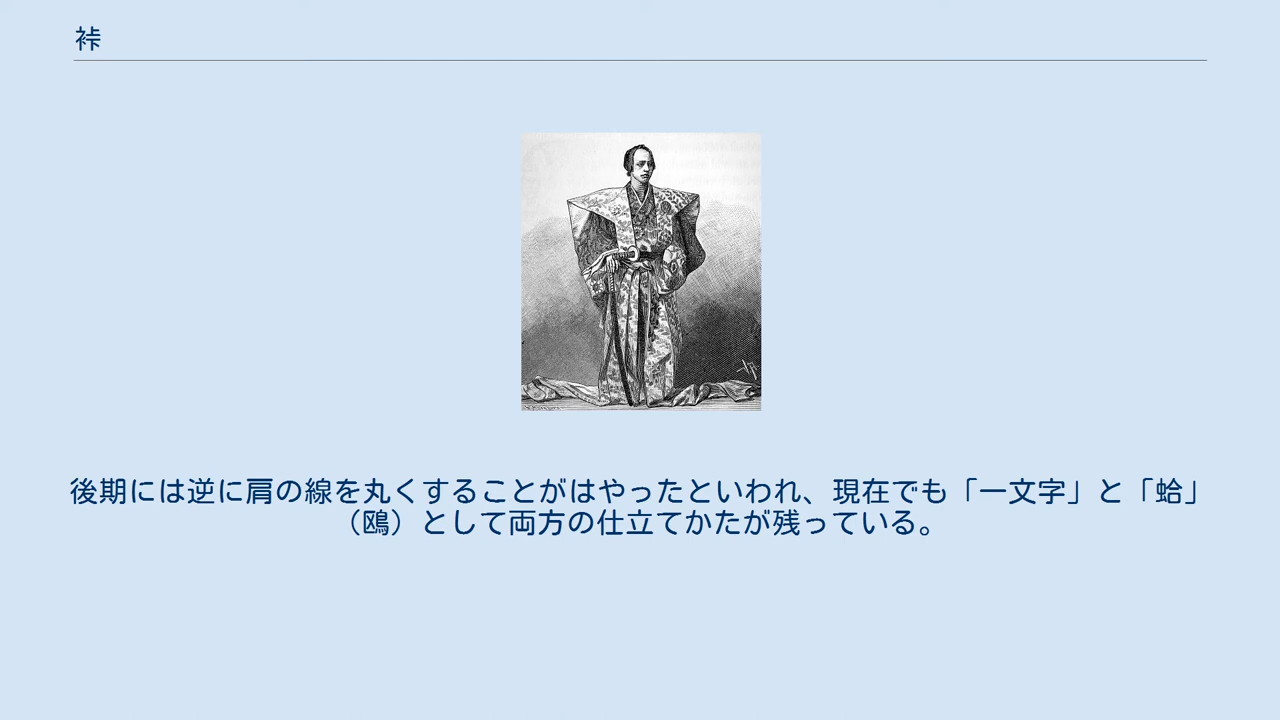 裃
後期には逆に肩の線を丸くすることがはやったといわれ、現在でも「一文字」と「蛤」
（鴎）として両方の仕立てかたが残っている。